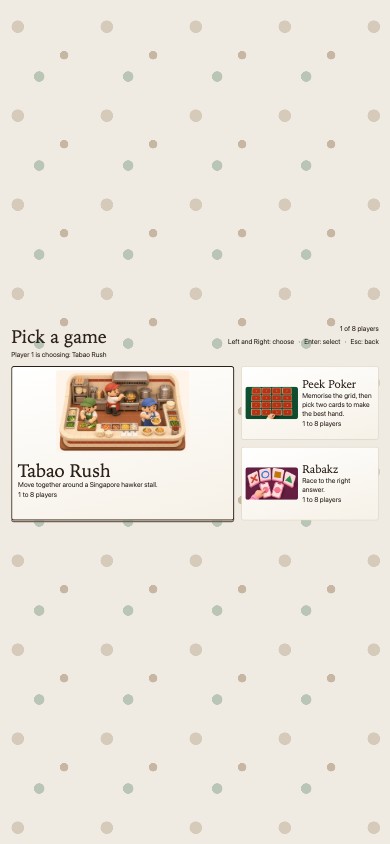 1 of 8 players
Pick a game
Left and Right: choose · Enter: select · Esc: back
Player 1 is choosing: Tabao Rush
Tabao Rush
Move together around a Singapore hawker stall.
1 to 8 players
Peek Poker
Memorise the grid, then
pick two cards to make
the best hand.
1 to 8 players
Rabakz
Race to the right
answer.
1 to 8 players